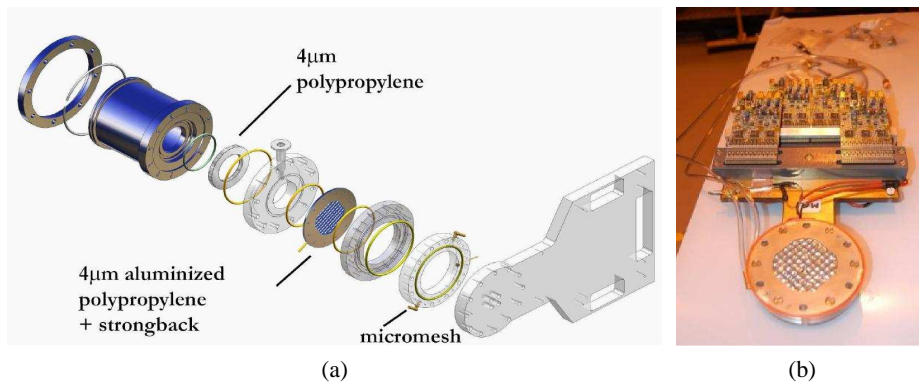 4µm
polypropylene
4µm aluminized
polypropylene
+ strongback
micromesh
(a)
(b)